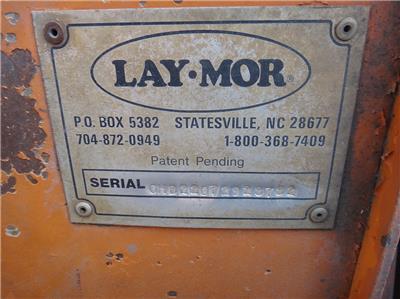 LAY·MOR®
P.O. BOX 5382 STATESVILLE, NC 28677
704-872-0949 1-800-368-7409
Patent Pending
SERIAL